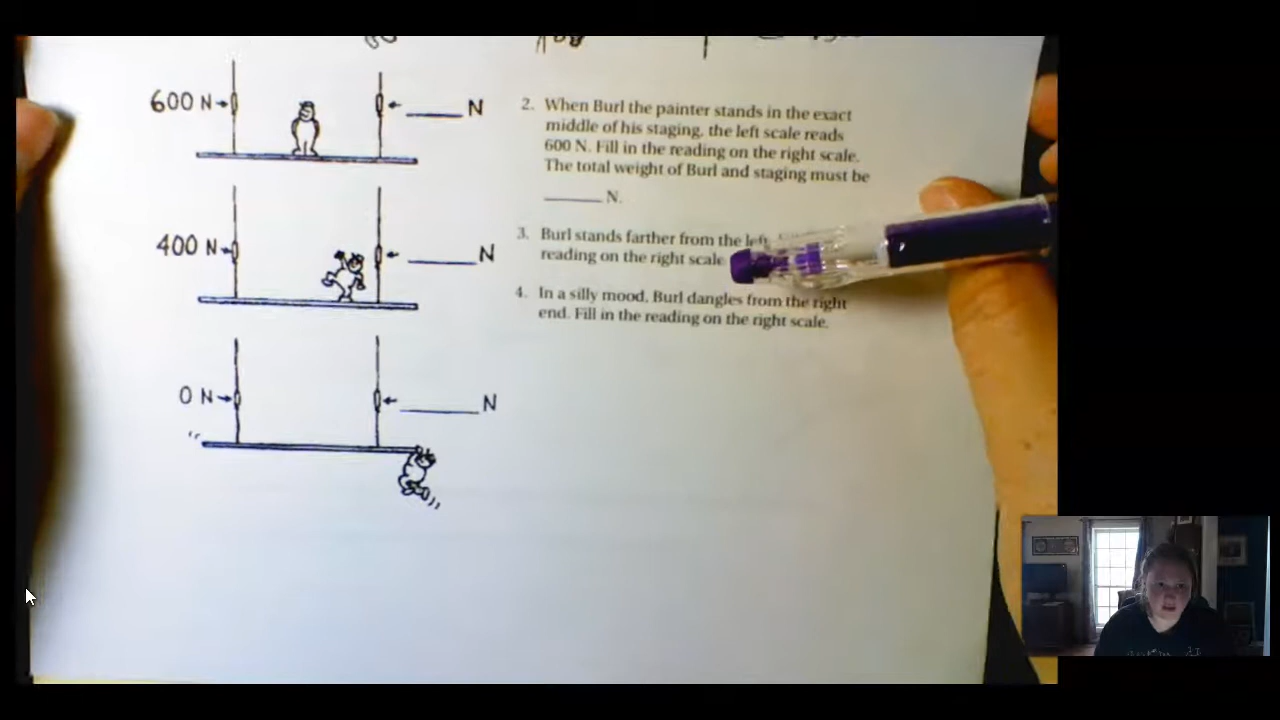 600 N
N
2. When Burl the painter stands in the exact
middle of his staging, the left scale reads
600 N. Fill in the reading on the right scale.
The total weight of Burl and staging must be
N.
400 N
N
3. Burl stands farther from the left.
reading on the right scale
4. In a silly mood, Burl dangles from the right
end. Fill in the reading on the right scale.
0 N
N